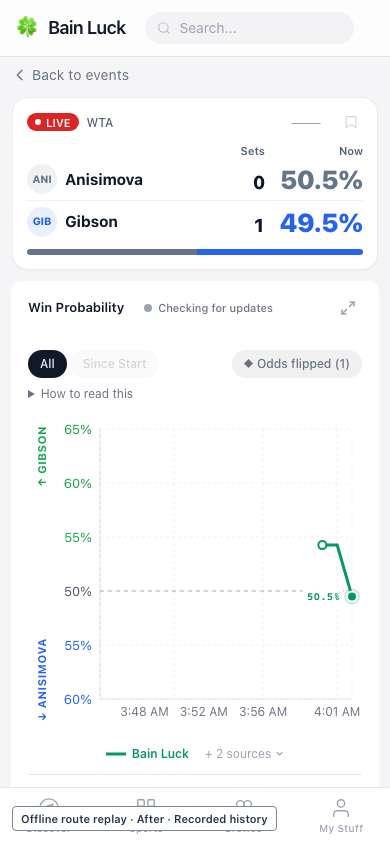 Bain Luck
Search...
Back to events
LIVE WTA
Sets Now
ANI Anisimova 0 50.5%
GIB Gibson 1 49.5%
Win Probability Checking for updates
All Since Start ◆ Odds flipped (1)
▶ How to read this
↑ GIBSON
65%
60%
55%
50%
50.5%
55%
60%
↓ ANISIMOVA
3:48 AM 3:52 AM 3:56 AM 4:01 AM
Bain Luck + 2 sources
Offline route replay · After · Recorded history
My Stuff